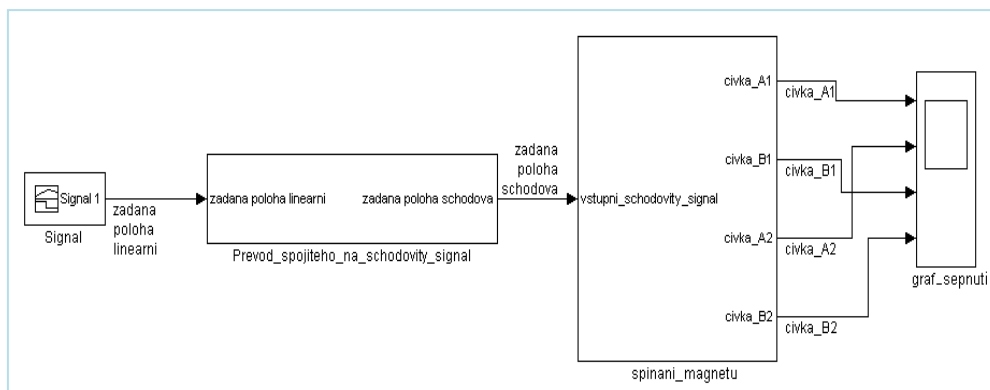 Signal 1
Signal
zadana
poloha
linearni
zadana poloha linearni
zadana poloha schodova
Prevod_spojiteho_na_schodovity_signal
zadana
poloha
schodova
vstupni_schodovity_signal
civka_A1
civka_B1
civka_A2
civka_B2
spinani_magnetu
civka_A1
civka_B1
civka_A2
civka_B2
graf_sepnuti